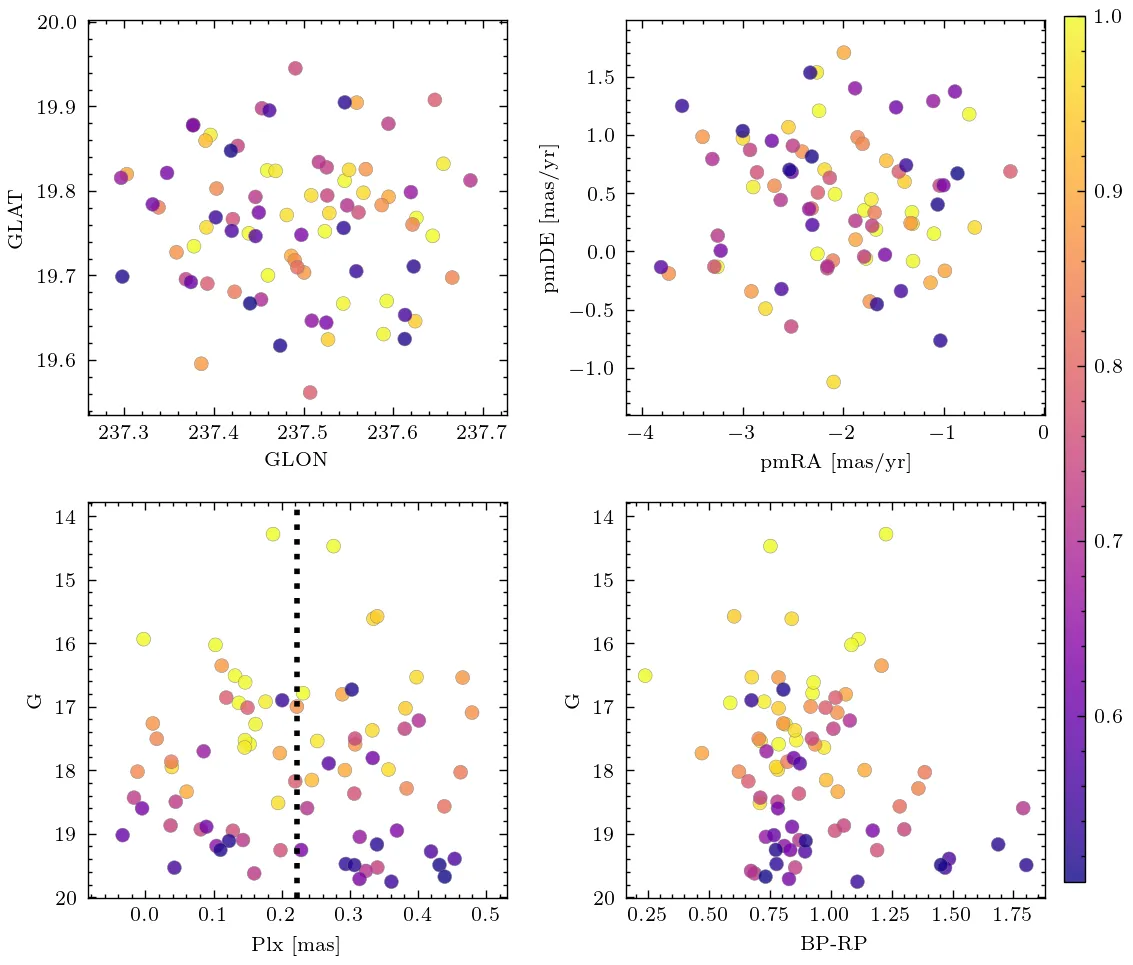 20.0
19.9
19.8
19.7
19.6
GLAT
237.3 237.4 237.5 237.6 237.7
GLON
1.5
1.0
0.5
0.0
−0.5
−1.0
pmDE [mas/yr]
−4 −3 −2 −1 0
pmRA [mas/yr]
14
15
16
17
18
19
20
G
0.0 0.1 0.2 0.3 0.4 0.5
Plx [mas]
14
15
16
17
18
19
20
G
0.25 0.50 0.75 1.00 1.25 1.50 1.75
BP-RP
1.0
0.9
0.8
0.7
0.6